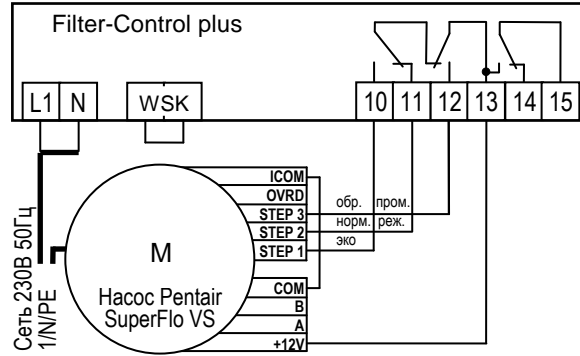 Filter-Control plus
L1 N WSK 10 11 12 13 14 15
ICOM
OVRD
STEP 3
STEP 2
STEP 1
обр. пром.
норм. реж.
эко
M
Насос Pentair
SuperFlo VS
COM
B
A
+12V
Сеть 230В 50Гц
1/N/PE